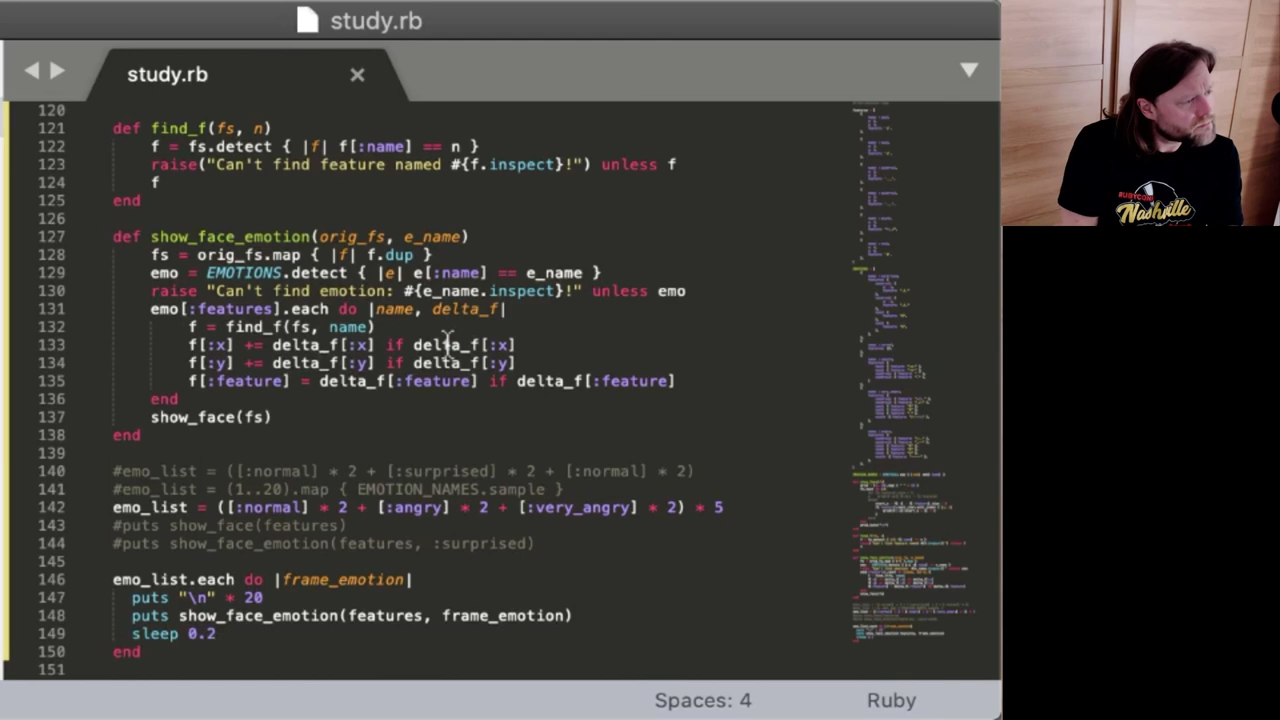 study.rb
study.rb
120
121 def find_f(fs, n)
122 f = fs.detect { |f| f[:name] == n }
123 raise("Can't find feature named #{f.inspect}!") unless f
124 f
125 end
126
127 def show_face_emotion(orig_fs, e_name)
128 fs = orig_fs.map { |f| f.dup }
129 emo = EMOTIONS.detect { |e| e[:name] == e_name }
130 raise "Can't find emotion: #{e_name.inspect}!" unless emo
131 emo[:features].each do |name, delta_f|
132 f = find_f(fs, name)
133 f[:x] += delta_f[:x] if delta_f[:x]
134 f[:y] += delta_f[:y] if delta_f[:y]
135 f[:feature] = delta_f[:feature] if delta_f[:feature]
136 end
137 show_face(fs)
138 end
139
140 #emo_list = ([:normal] * 2 + [:surprised] * 2 + [:normal] * 2)
141 #emo_list = (1..20).map { EMOTION_NAMES.sample }
142 emo_list = ([:normal] * 2 + [:angry] * 2 + [:very_angry] * 2) * 5
143 #puts show_face(features)
144 #puts show_face_emotion(features, :surprised)
145
146 emo_list.each do |frame_emotion|
147 puts "\n" * 20
148 puts show_face_emotion(features, frame_emotion)
149 sleep 0.2
150 end
151
Spaces: 4 Ruby
RUBYCONF
Nashville